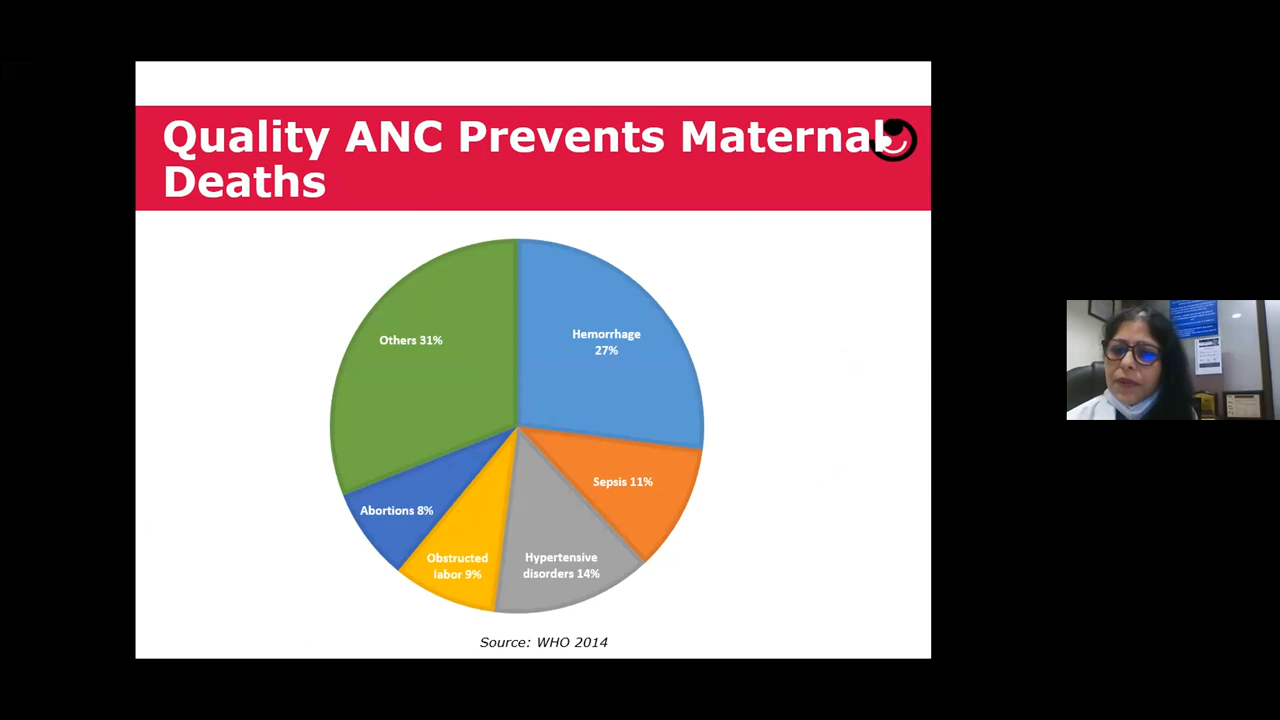 Quality ANC Prevents Maternal
Deaths
Others 31%
Hemorrhage
27%
Sepsis 11%
Abortions 8%
Obstructed
labor 9%
Hypertensive
disorders 14%
Source: WHO 2014